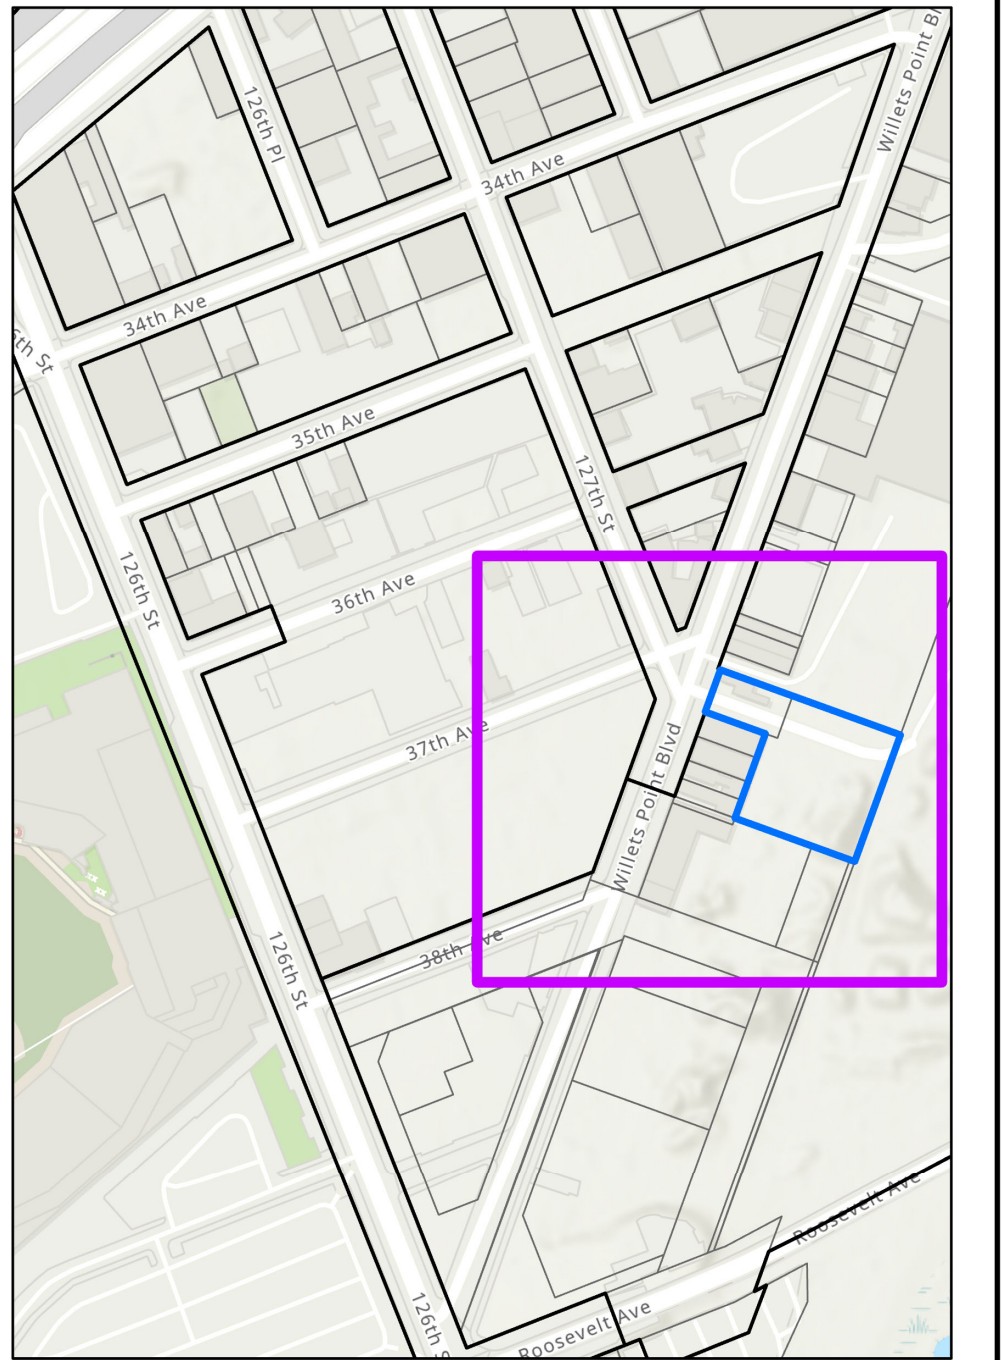 Willets Point Bl
126th Pl
34th Ave
34th Ave
6th St
35th Ave
127th St
126th St
36th Ave
37th Ave
Willets Point Blvd
38th Ave
126th St
Roosevelt Ave
126th S
Roosevelt Ave